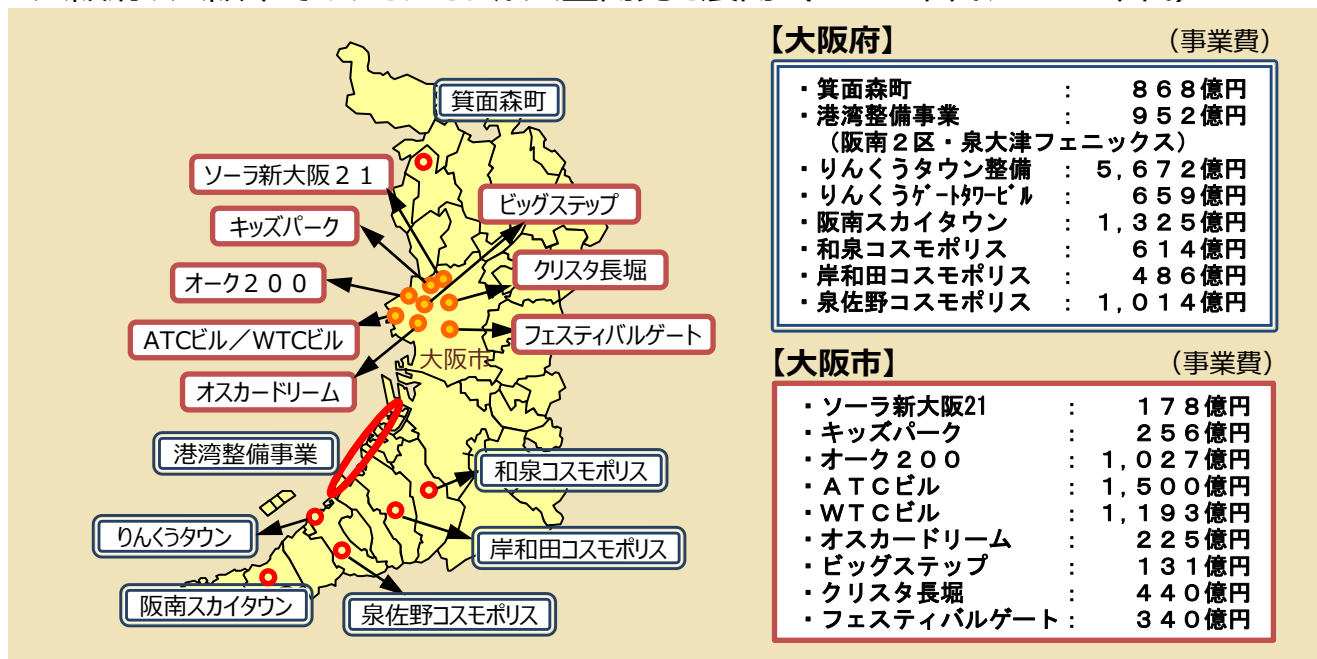 箕面森町
ソーラ新大阪２１
キッズパーク
オーク２００
ATCビル／WTCビル
オスカードリーム
港湾整備事業
りんくうタウン
阪南スカイタウン
ビッグステップ
クリスタ長堀
フェスティバルゲート
大阪市
和泉コスモポリス
岸和田コスモポリス
泉佐野コスモポリス
【大阪府】 （事業費）
・箕面森町 ： ８６８億円
・港湾整備事業 ： ９５２億円
（阪南２区・泉大津フェニックス）
・りんくうタウン整備 ： ５，６７２億円
・りんくうｹﾞｰﾄﾀﾜｰﾋﾞﾙ ： ６５９億円
・阪南スカイタウン ： １，３２５億円
・和泉コスモポリス ： ６１４億円
・岸和田コスモポリス ： ４８６億円
・泉佐野コスモポリス ： １，０１４億円
【大阪市】 （事業費）
・ソーラ新大阪21 ： １７８億円
・キッズパーク ： ２５６億円
・オーク２００ ： １，０２７億円
・ＡＴＣビル ： １，５００億円
・ＷＴＣビル ： １，１９３億円
・オスカードリーム ： ２２５億円
・ビッグステップ ： １３１億円
・クリスタ長堀 ： ４４０億円
・フェスティバルゲート： ３４０億円